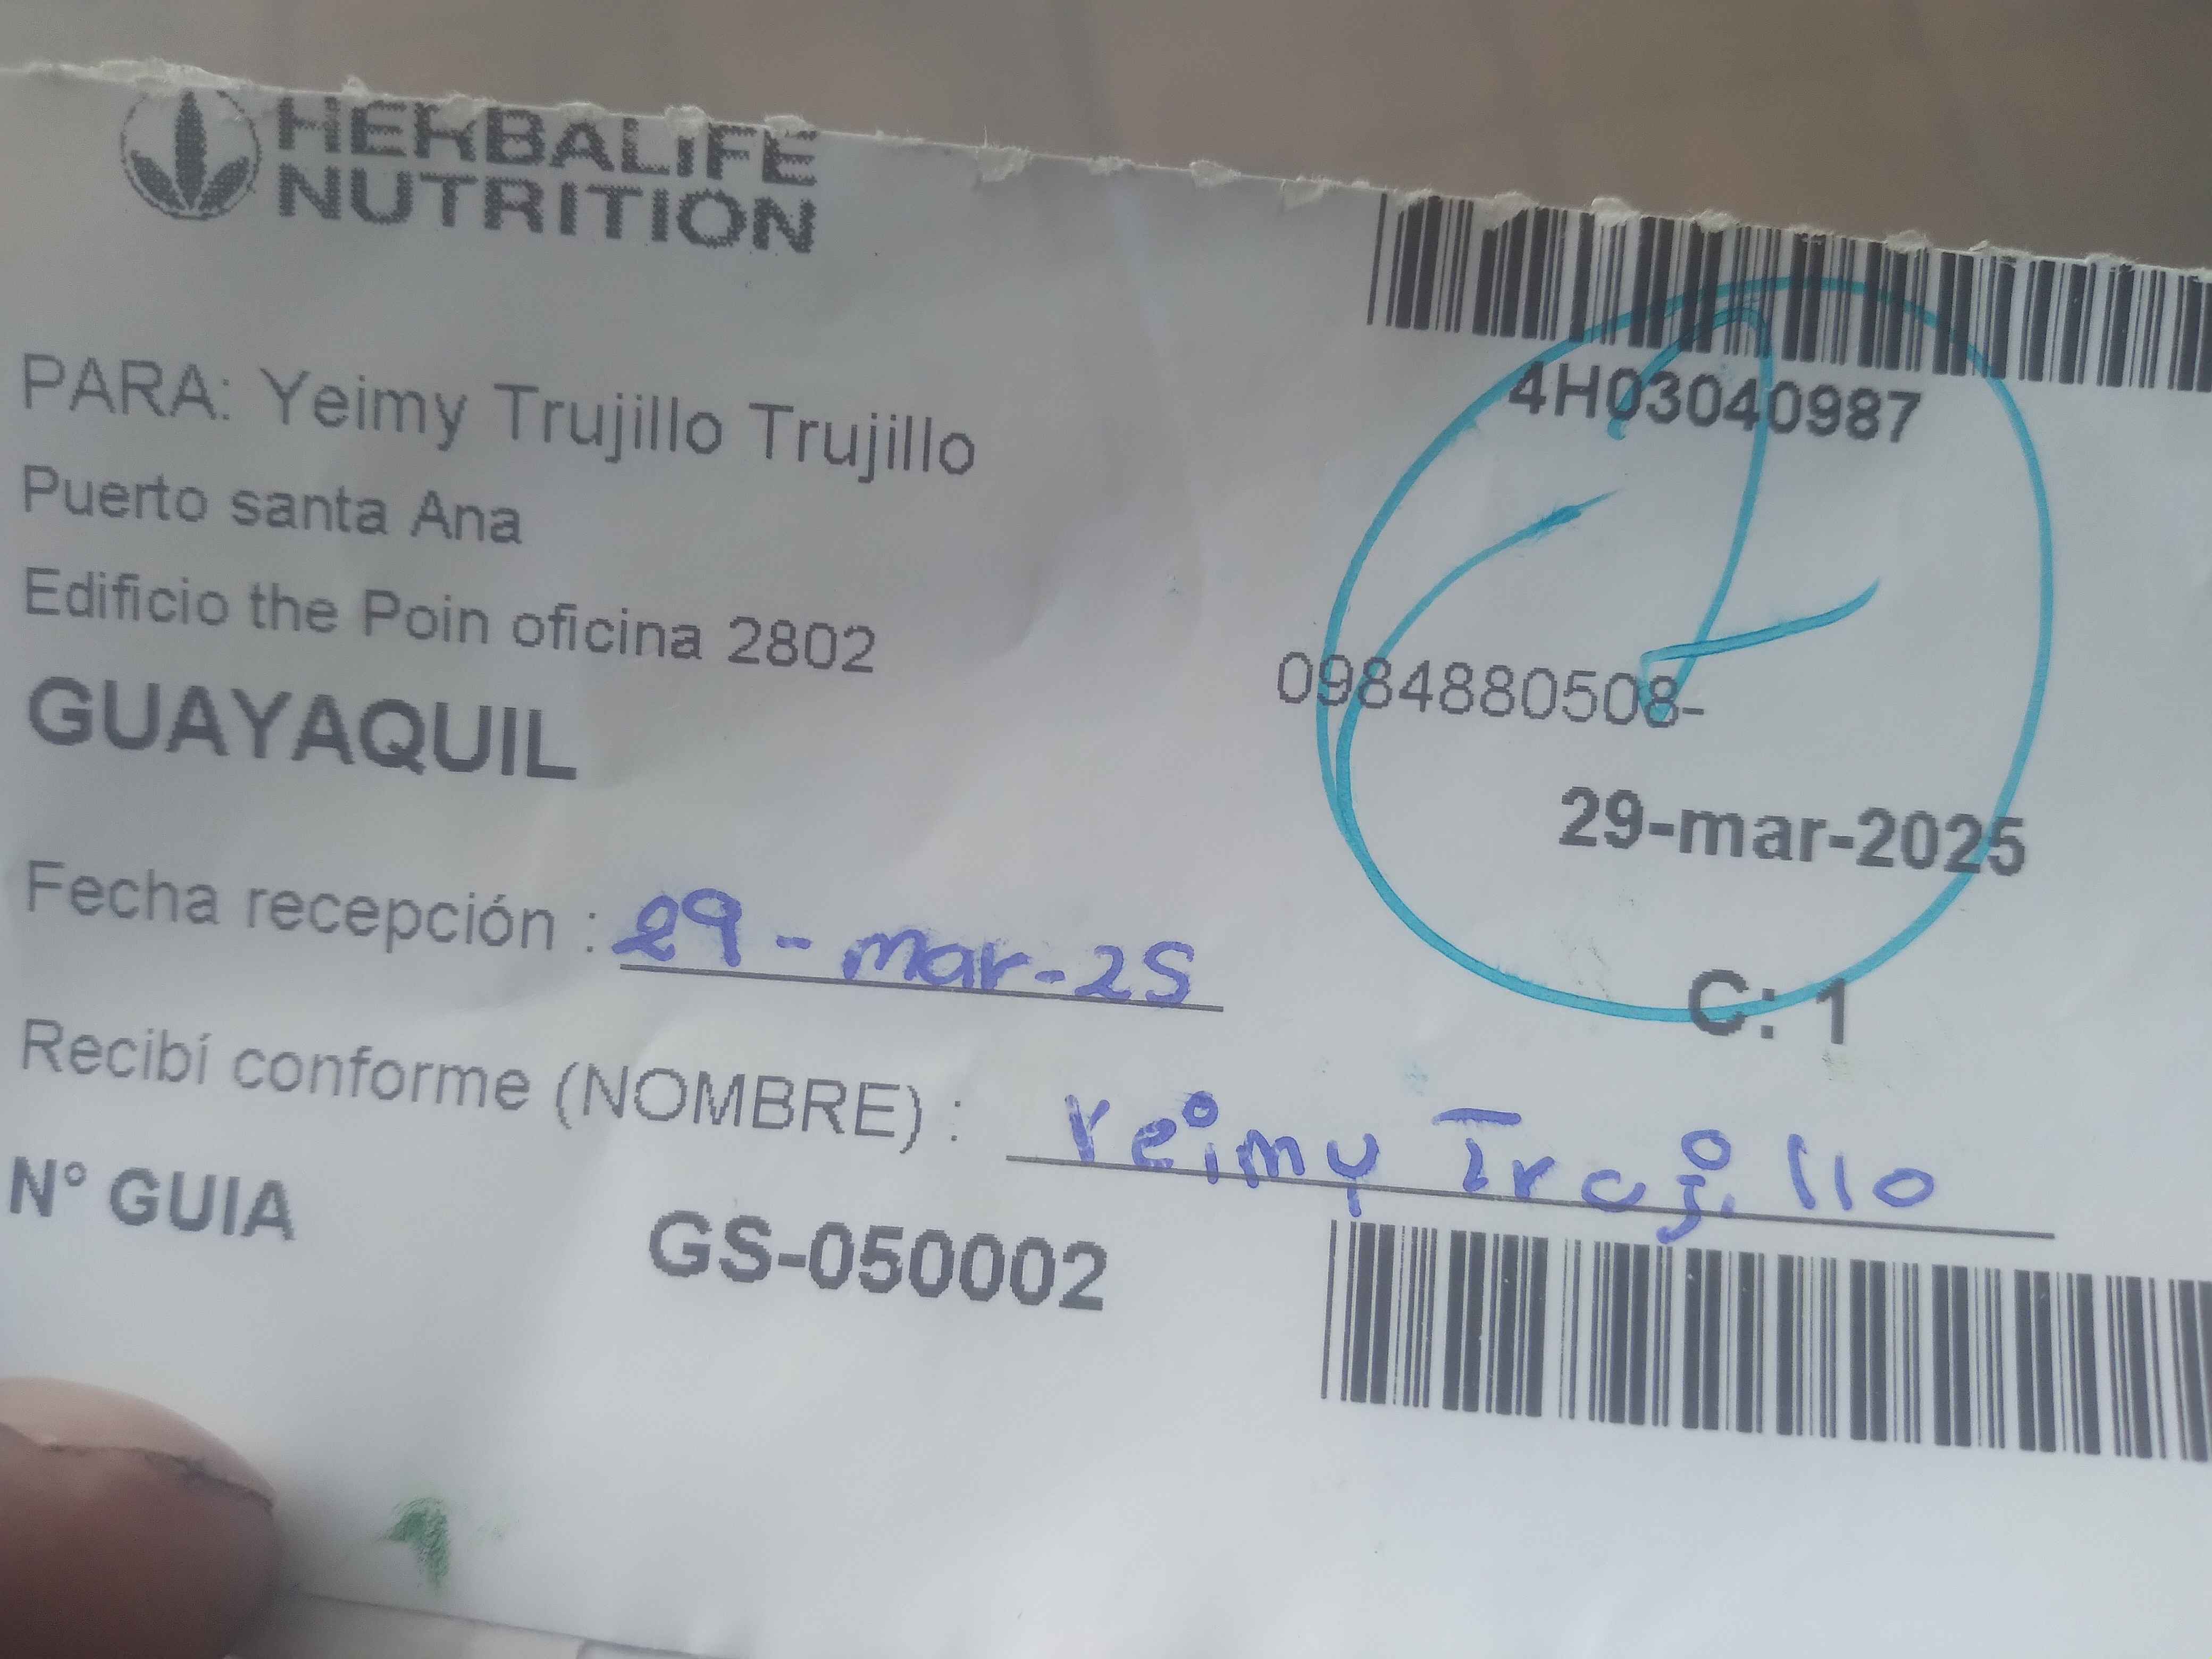 HERBALIFE
NUTRITION
4H03040987
PARA: Yeimy Trujillo Trujillo
Puerto santa Ana
Edificio the Poin oficina 2802
0984880508-
GUAYAQUIL
29-mar-2025
Fecha recepción : 29-mar-25
C: 1
Recibí conforme (NOMBRE) : Yeimy Trujillo
N° GUIA GS-050002